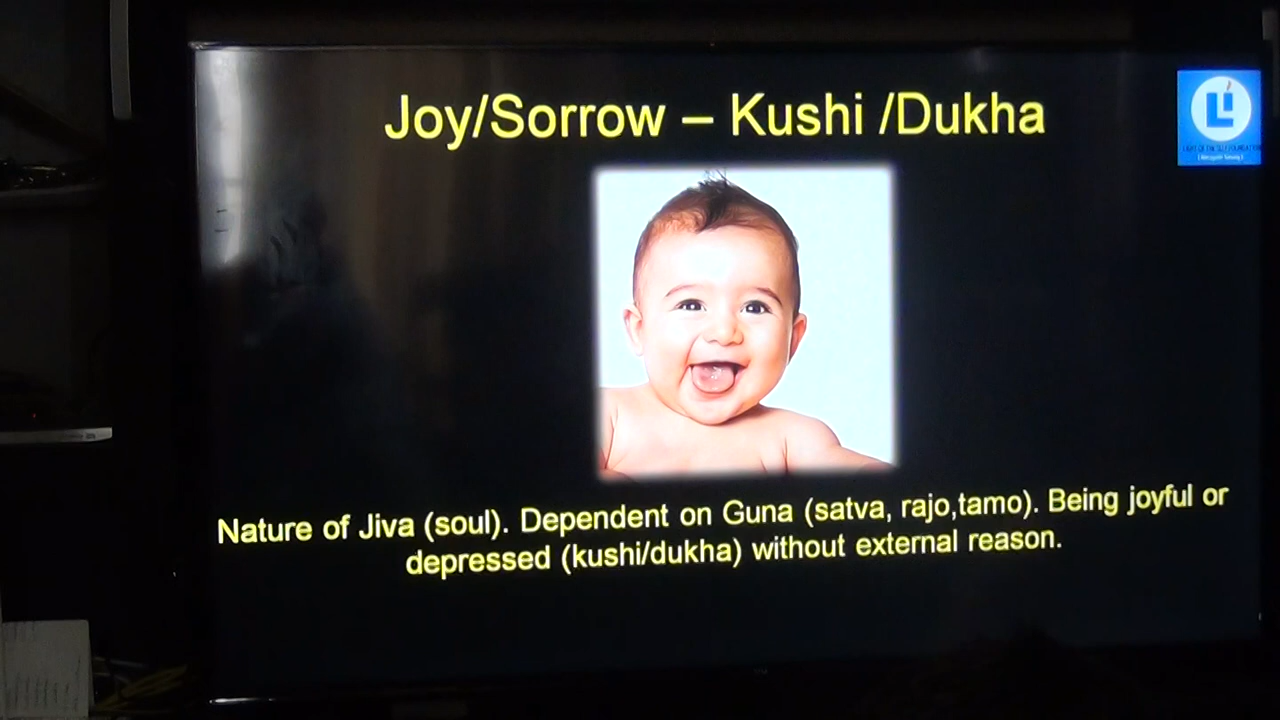 Joy/Sorrow – Kushi /Dukha
Nature of Jiva (soul). Dependent on Guna (satva, rajo,tamo). Being joyful or
depressed (kushi/dukha) without external reason.